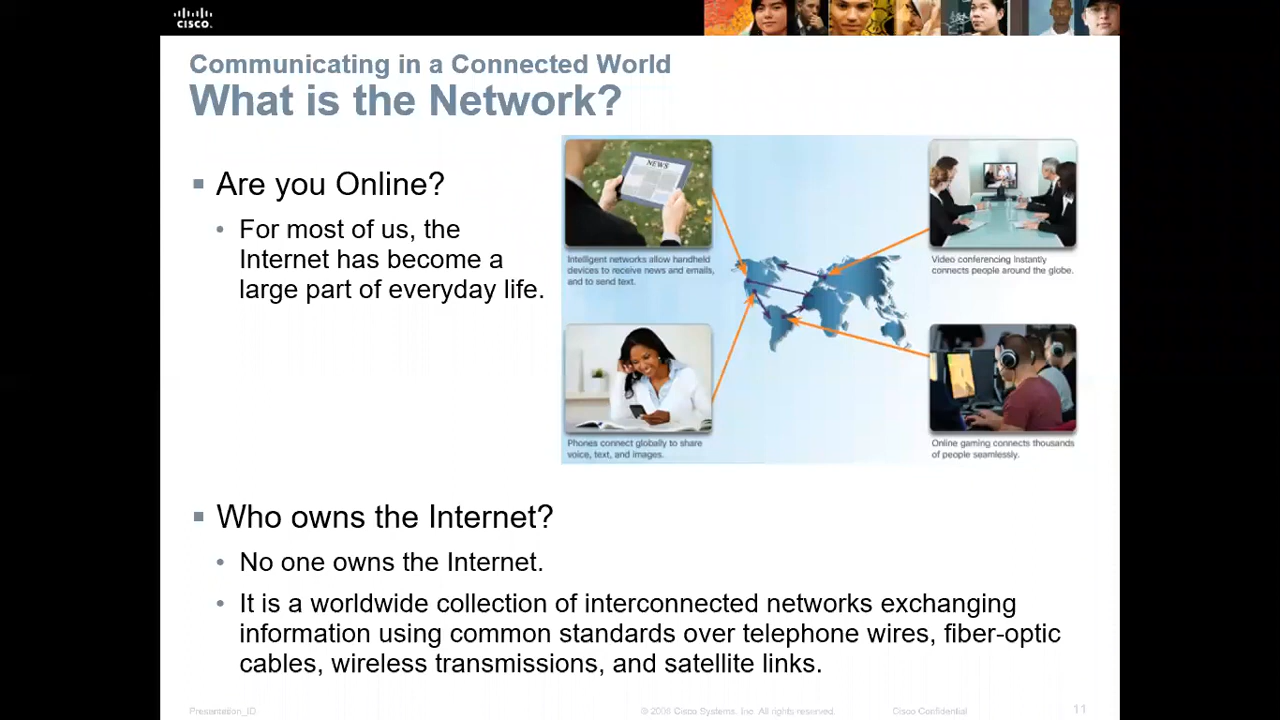 CISCO.
Communicating in a Connected World
What is the Network?
▪ Are you Online?
• For most of us, the
Internet has become a
large part of everyday life.
NEWS
Intelligent networks allow handheld
devices to receive news and emails,
and to send text.
Video conferencing instantly
connects people around the globe.
Phones connect globally to share
voice, text, and images.
Online gaming connects thousands
of people seamlessly.
▪ Who owns the Internet?
• No one owns the Internet.
• It is a worldwide collection of interconnected networks exchanging
information using common standards over telephone wires, fiber-optic
cables, wireless transmissions, and satellite links.
Presentation_ID
© 2008 Cisco Systems, Inc. All rights reserved.
Cisco Confidential
11